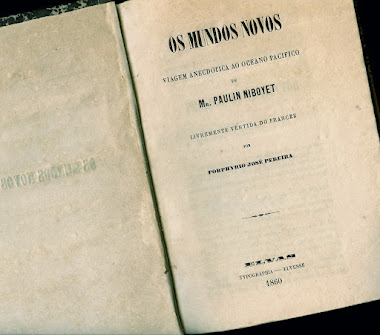 OS MUNDOS NOVOS
VIAGEM ANECDOTICA AO OCEANO PACIFICO
DE
MR. PAULIN NIBOYET
LIVREMENTE VERTIDA DO FRANCEZ
POR
PORPHYRIO JOSÉ PEREIRA
ELVAS
TYPOGRAPHIA — ELVENSE
1860